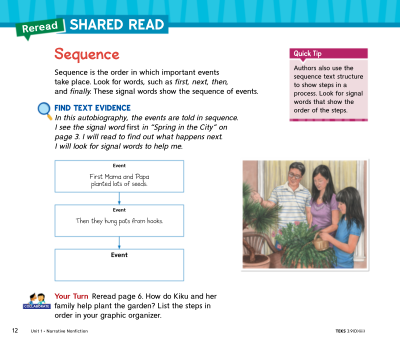 Reread SHARED READ
Sequence
Sequence is the order in which important events
take place. Look for words, such as first, next, then,
and finally. These signal words show the sequence of events.
FIND TEXT EVIDENCE
In this autobiography, the events are told in sequence.
I see the signal word first in “Spring in the City” on
page 3. I will read to find out what happens next.
I will look for signal words to help me.
Event
First Mama and Papa
planted lots of seeds.
Event
Then they hung pots from hooks.
Event
Quick Tip
Authors also use the
sequence text structure
to show steps in a
process. Look for signal
words that show the
order of the steps.
COLLABORATE
Your Turn Reread page 6. How do Kiku and her
family help plant the garden? List the steps in
order in your graphic organizer.
12 Unit 1 • Narrative Nonfiction